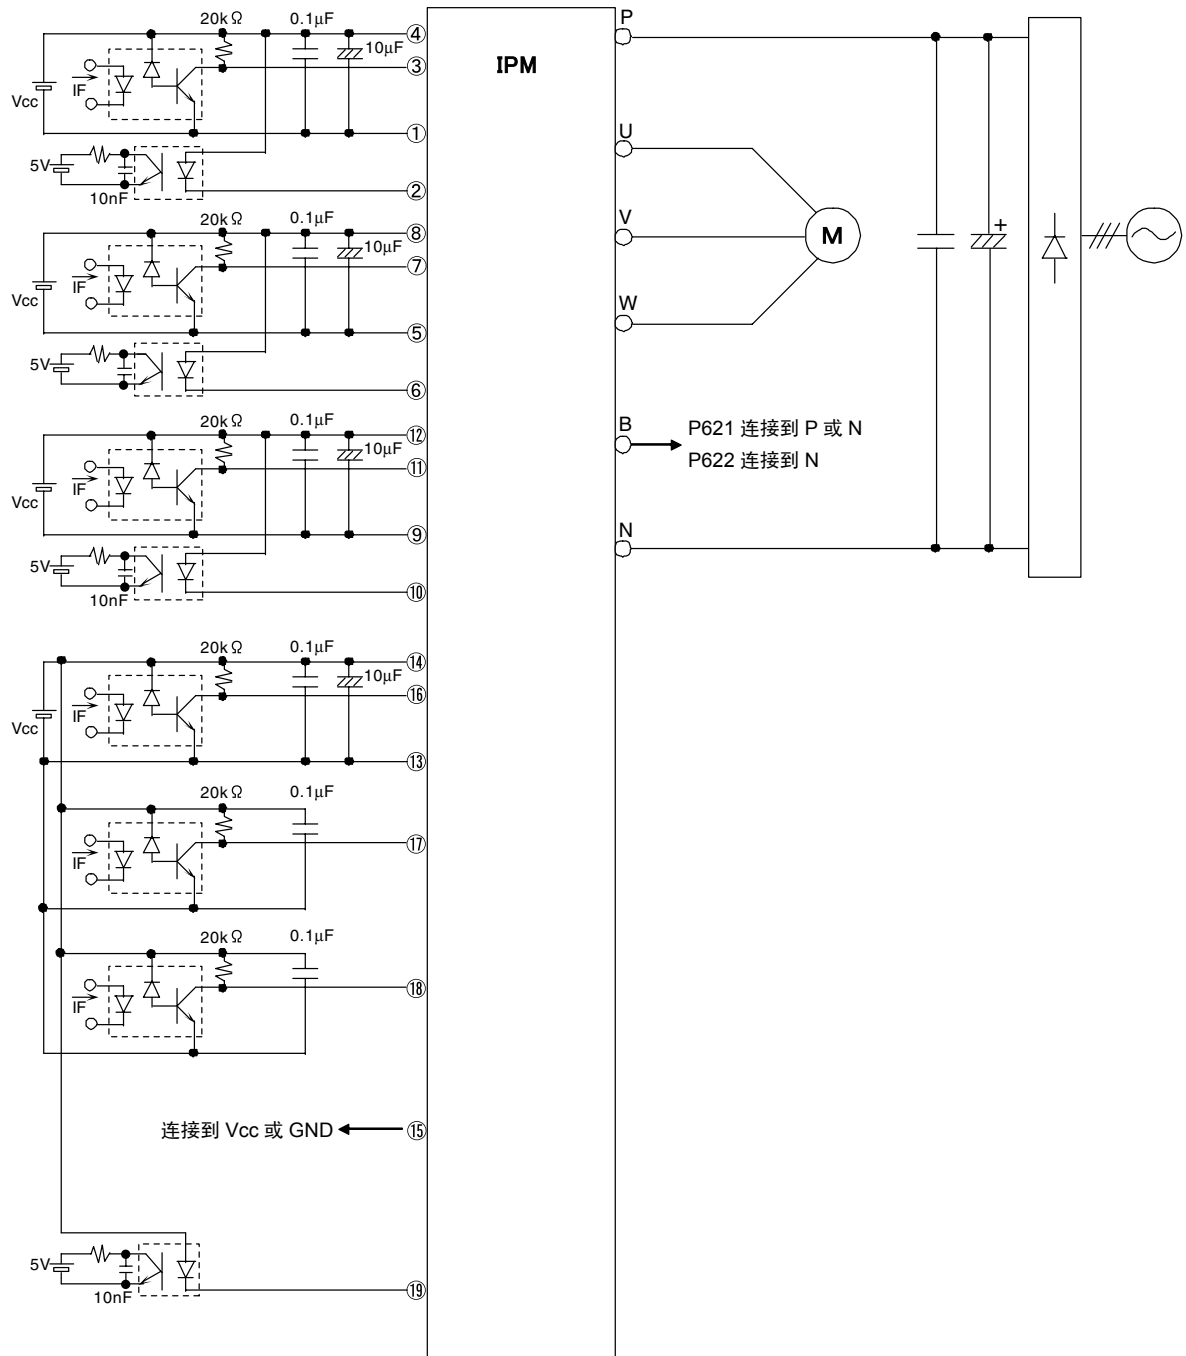 20kΩ 0.1μF
④
10μF
③
IF
Vcc
①
5V
10nF
②
20kΩ 0.1μF
⑧
10μF
⑦
IF
Vcc
⑤
5V
⑥
20kΩ 0.1μF
⑫
10μF
⑪
IF
Vcc
⑨
5V
10nF
⑩
20kΩ 0.1μF
⑭
10μF
⑯
IF
Vcc
⑬
20kΩ 0.1μF
IF
⑰
20kΩ 0.1μF
IF
⑱
连接到 Vcc 或 GND
⑮
5V
10nF
⑲
IPM
P
U
V
W
M
+
B
P621 连接到 P 或 N
P622 连接到 N
N